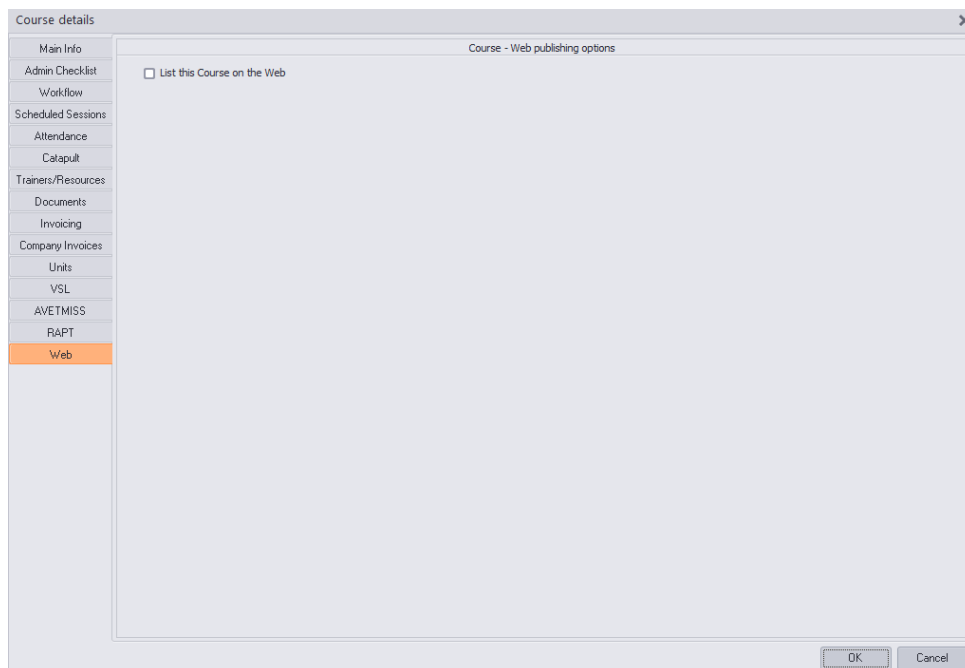 Course details
Main Info
Admin Checklist
Workflow
Scheduled Sessions
Attendance
Catapult
Trainers/Resources
Documents
Invoicing
Company Invoices
Units
VSL
AVETMISS
RAPT
Web
Course - Web publishing options
List this Course on the Web
OK
Cancel